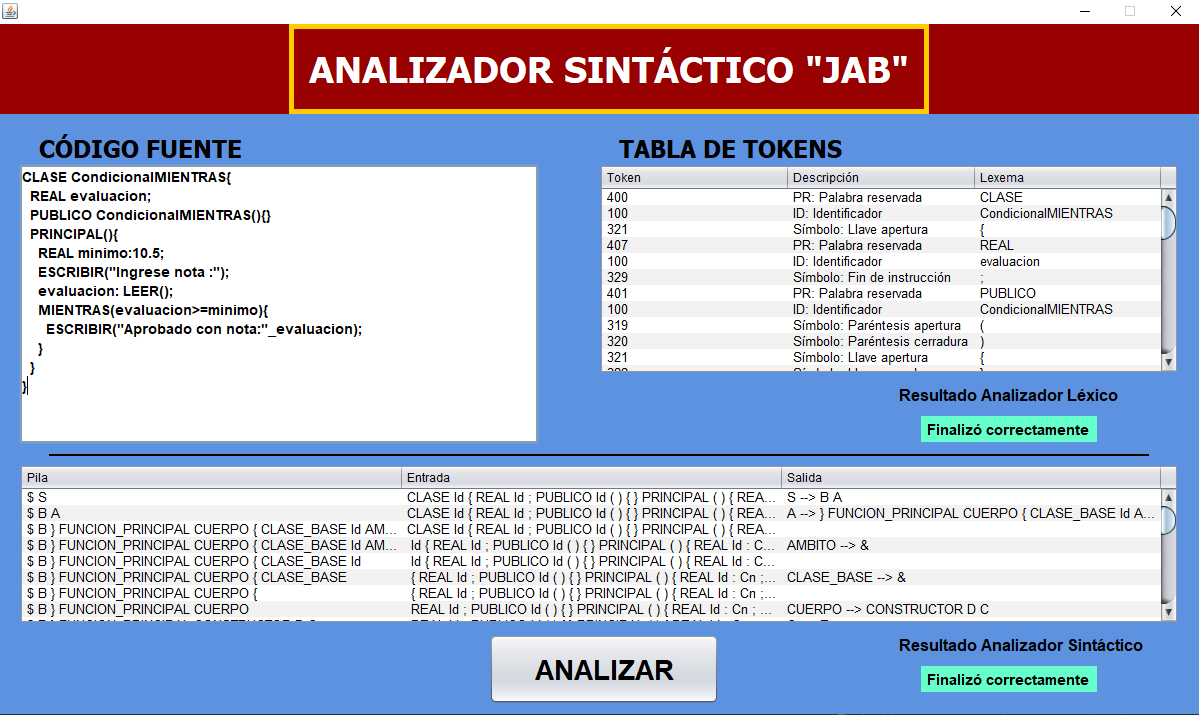 ANALIZADOR SINTÁCTICO "JAB"
CÓDIGO FUENTE
CLASE CondicionalMIENTRAS{
REAL evaluacion;
PUBLICO CondicionalMIENTRAS(){}
PRINCIPAL(){
REAL minimo:10.5;
ESCRIBIR("Ingrese nota :");
evaluacion: LEER();
MIENTRAS(evaluacion>=minimo){
ESCRIBIR("Aprobado con nota:"_evaluacion);
}
}
}
TABLA DE TOKENS
Token Descripción Lexema
400 PR: Palabra reservada CLASE
100 ID: Identificador CondicionalMIENTRAS
321 Símbolo: Llave apertura {
407 PR: Palabra reservada REAL
100 ID: Identificador evaluacion
329 Símbolo: Fin de instrucción ;
401 PR: Palabra reservada PUBLICO
100 ID: Identificador CondicionalMIENTRAS
319 Símbolo: Paréntesis apertura (
320 Símbolo: Paréntesis cerradura )
321 Símbolo: Llave apertura {
Resultado Analizador Léxico
Finalizó correctamente
Pila Entrada Salida
$ S CLASE Id { REAL Id ; PUBLICO Id ( ) { } PRINCIPAL ( ) { REA... S --> B A
$ B A CLASE Id { REAL Id ; PUBLICO Id ( ) { } PRINCIPAL ( ) { REA... A --> } FUNCION_PRINCIPAL CUERPO { CLASE_BASE Id A...
$ B } FUNCION_PRINCIPAL CUERPO { CLASE_BASE Id AM... CLASE Id { REAL Id ; PUBLICO Id ( ) { } PRINCIPAL ( ) { REA...
$ B } FUNCION_PRINCIPAL CUERPO { CLASE_BASE Id AM... Id { REAL Id ; PUBLICO Id ( ) { } PRINCIPAL ( ) { REAL Id : C... AMBITO --> &
$ B } FUNCION_PRINCIPAL CUERPO { CLASE_BASE Id Id { REAL Id ; PUBLICO Id ( ) { } PRINCIPAL ( ) { REAL Id : C...
$ B } FUNCION_PRINCIPAL CUERPO { CLASE_BASE { REAL Id ; PUBLICO Id ( ) { } PRINCIPAL ( ) { REAL Id : Cn ;... CLASE_BASE --> &
$ B } FUNCION_PRINCIPAL CUERPO { { REAL Id ; PUBLICO Id ( ) { } PRINCIPAL ( ) { REAL Id : Cn ;...
$ B } FUNCION_PRINCIPAL CUERPO REAL Id ; PUBLICO Id ( ) { } PRINCIPAL ( ) { REAL Id : Cn ; ... CUERPO --> CONSTRUCTOR D C
ANALIZAR
Resultado Analizador Sintáctico
Finalizó correctamente